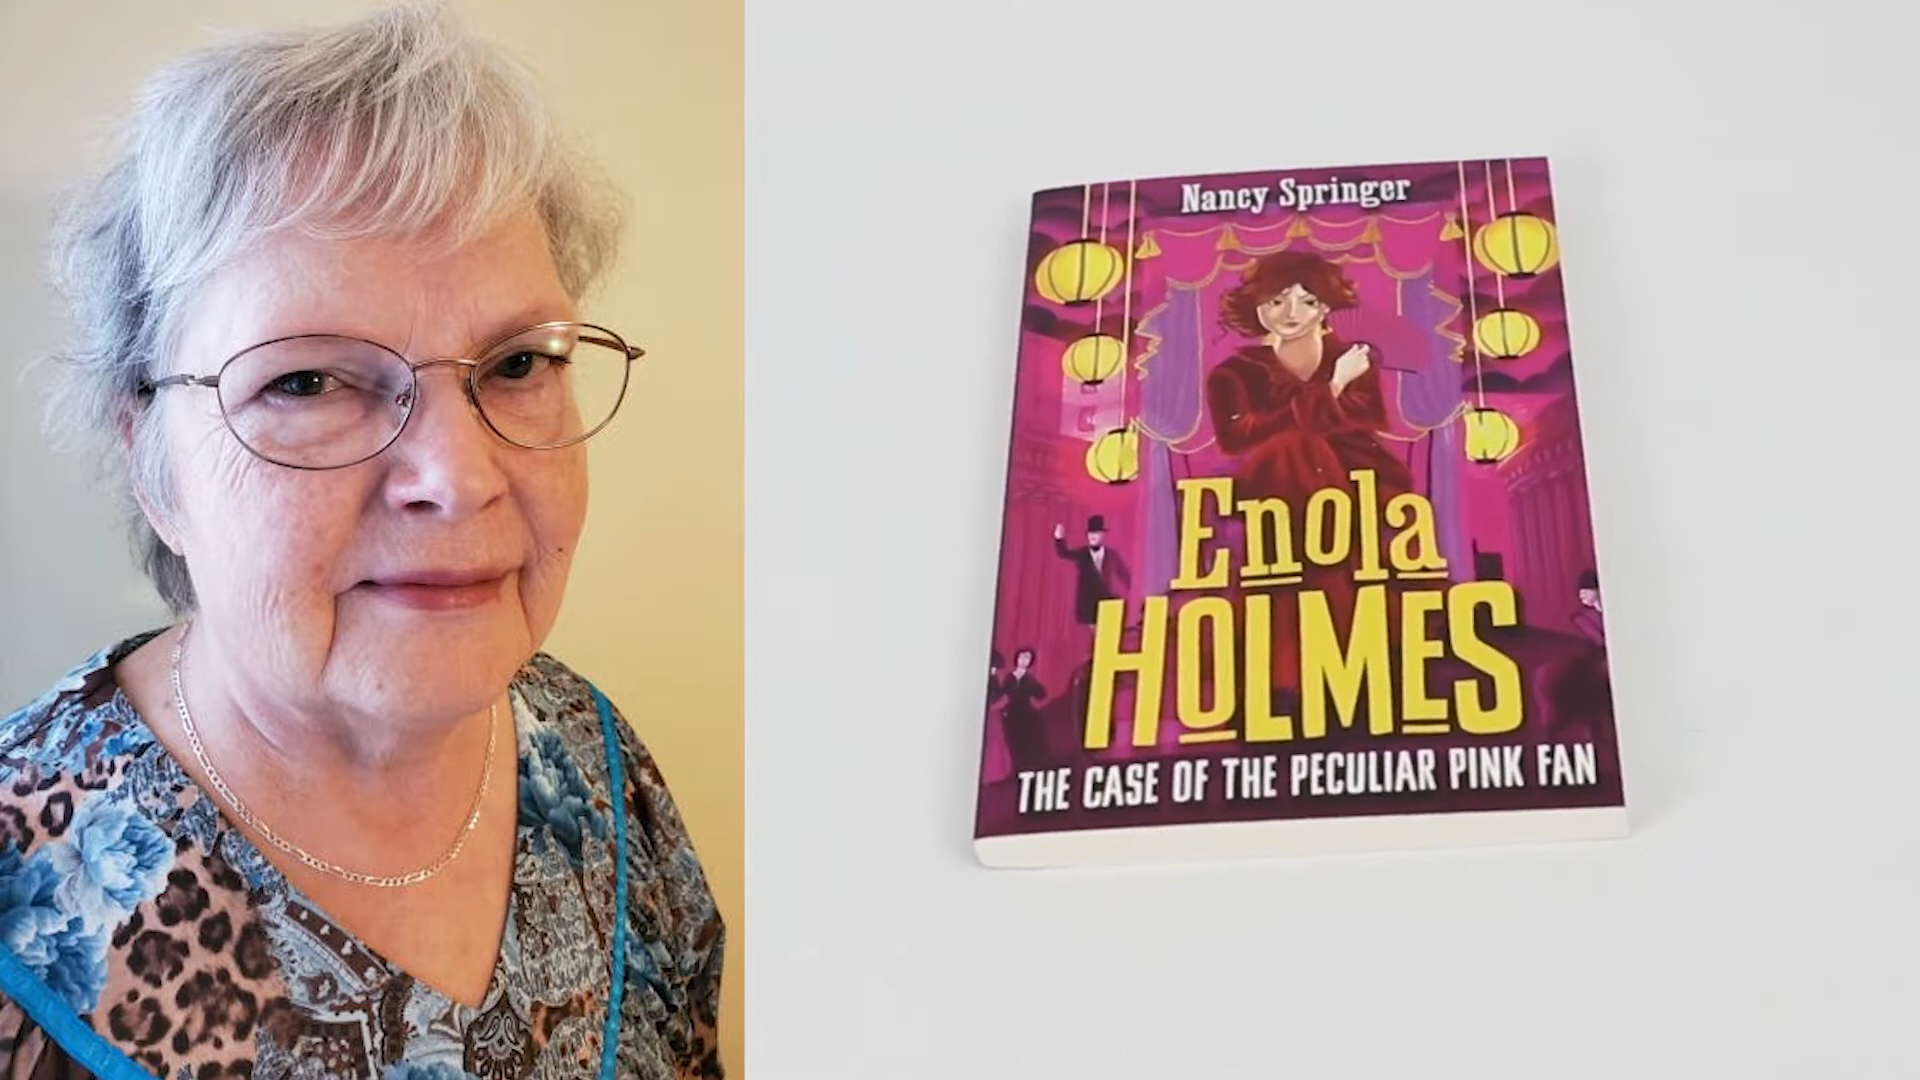 Nancy Springer
Enola
HOLMES
THE CASE OF THE PECULIAR PINK FAN